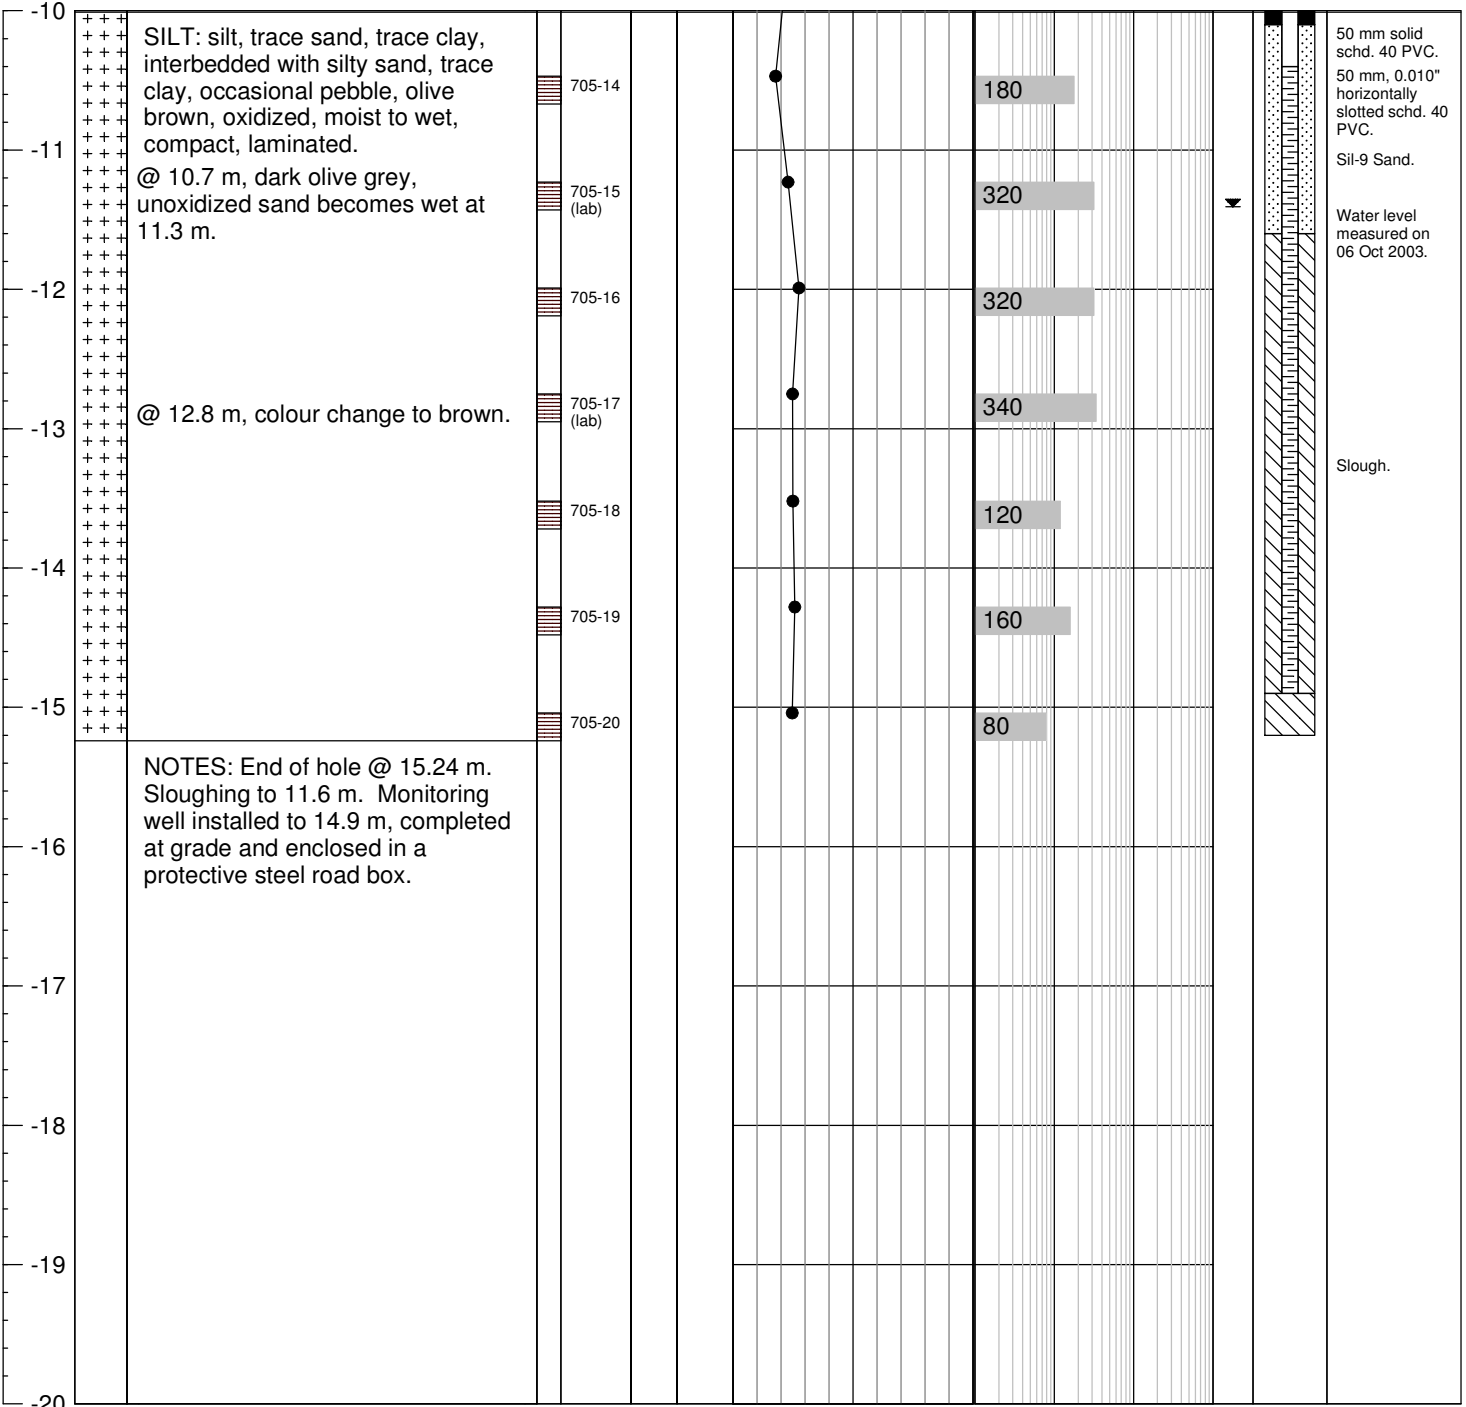 -10
-11
-12
-13
-14
-15
-16
-17
-18
-19
-20
SILT: silt, trace sand, trace clay,
interbedded with silty sand, trace
clay, occasional pebble, olive
brown, oxidized, moist to wet,
compact, laminated.
@ 10.7 m, dark olive grey,
unoxidized sand becomes wet at
11.3 m.
@ 12.8 m, colour change to brown.
NOTES: End of hole @ 15.24 m.
Sloughing to 11.6 m. Monitoring
well installed to 14.9 m, completed
at grade and enclosed in a
protective steel road box.
705-14
705-15
(lab)
705-16
705-17
(lab)
705-18
705-19
705-20
180
320
320
340
120
160
80
50 mm solid
schd. 40 PVC.
50 mm, 0.010"
horizontally
slotted schd. 40
PVC.
Sil-9 Sand.
Water level
measured on
06 Oct 2003.
Slough.